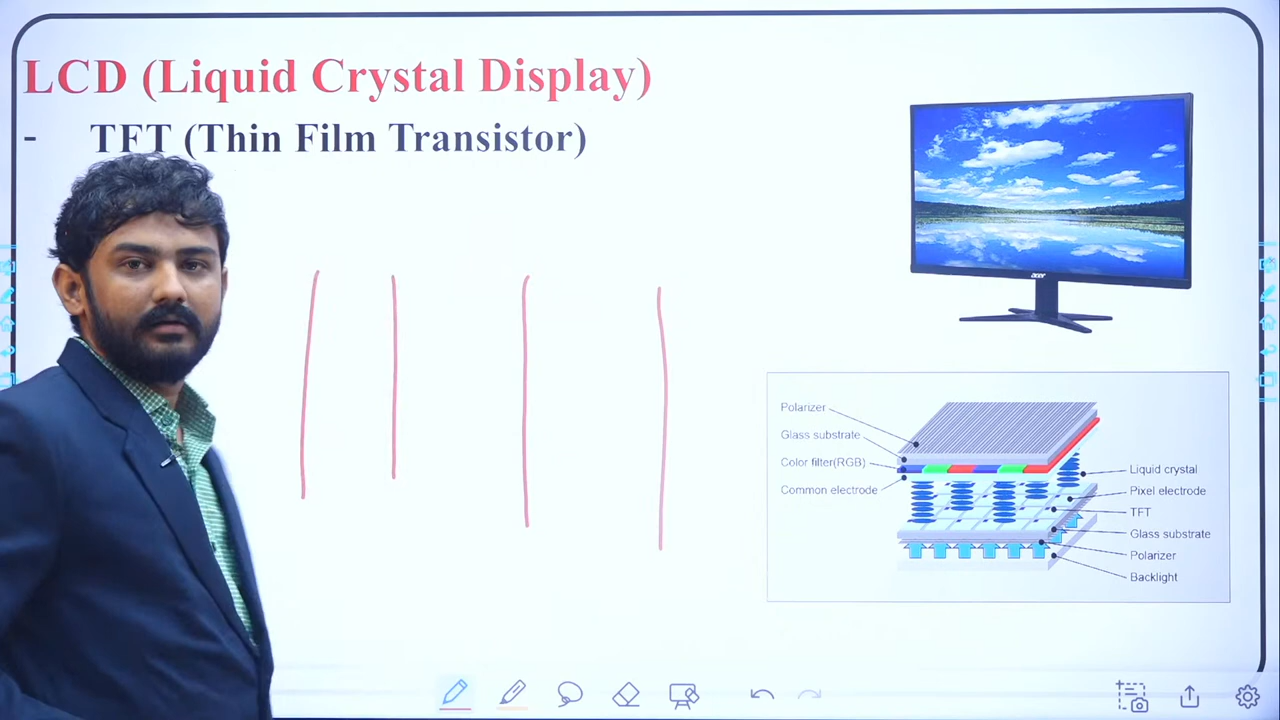 LCD (Liquid Crystal Display)
- TFT (Thin Film Transistor)
acer
Polarizer
Glass substrate
Color filter(RGB)
Common electrode
Liquid crystal
Pixel electrode
TFT
Glass substrate
Polarizer
Backlight